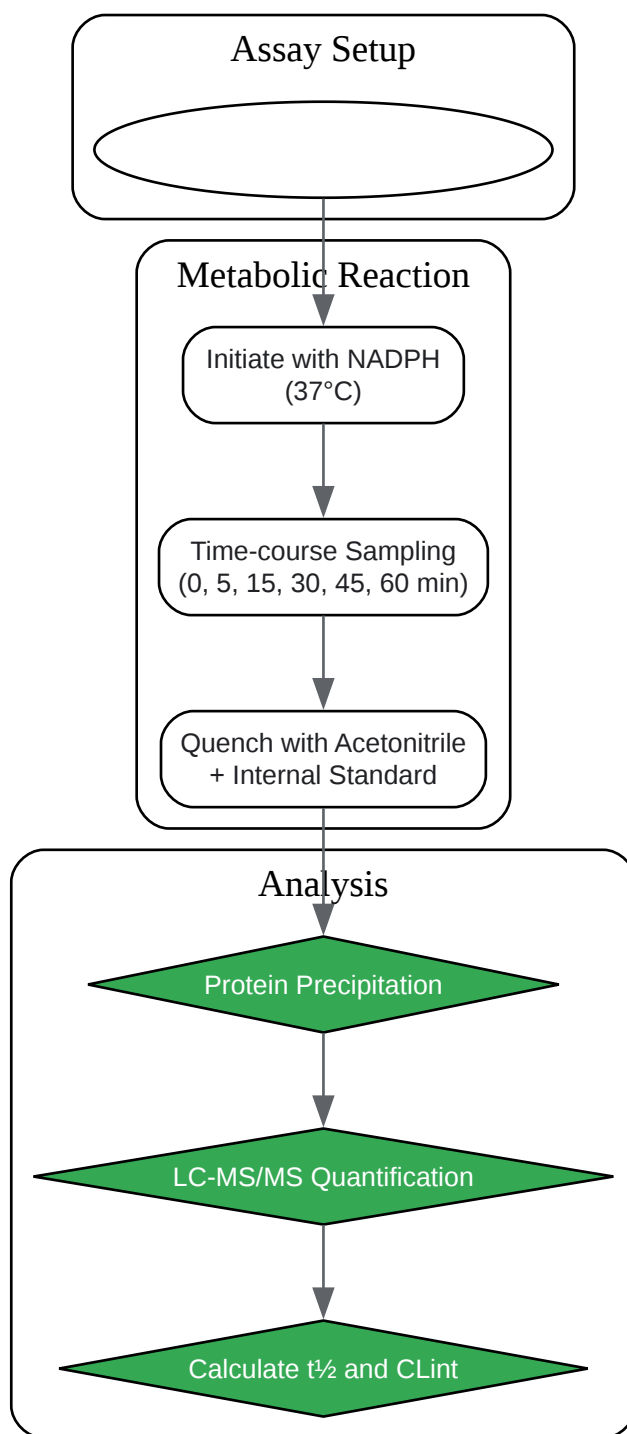 Assay Setup
Metabolic Reaction
Initiate with NADPH
(37°C)
Time-course Sampling
(0, 5, 15, 30, 45, 60 min)
Quench with Acetonitrile
+ Internal Standard
Analysis
Protein Precipitation
LC-MS/MS Quantification
Calculate t½ and CLint